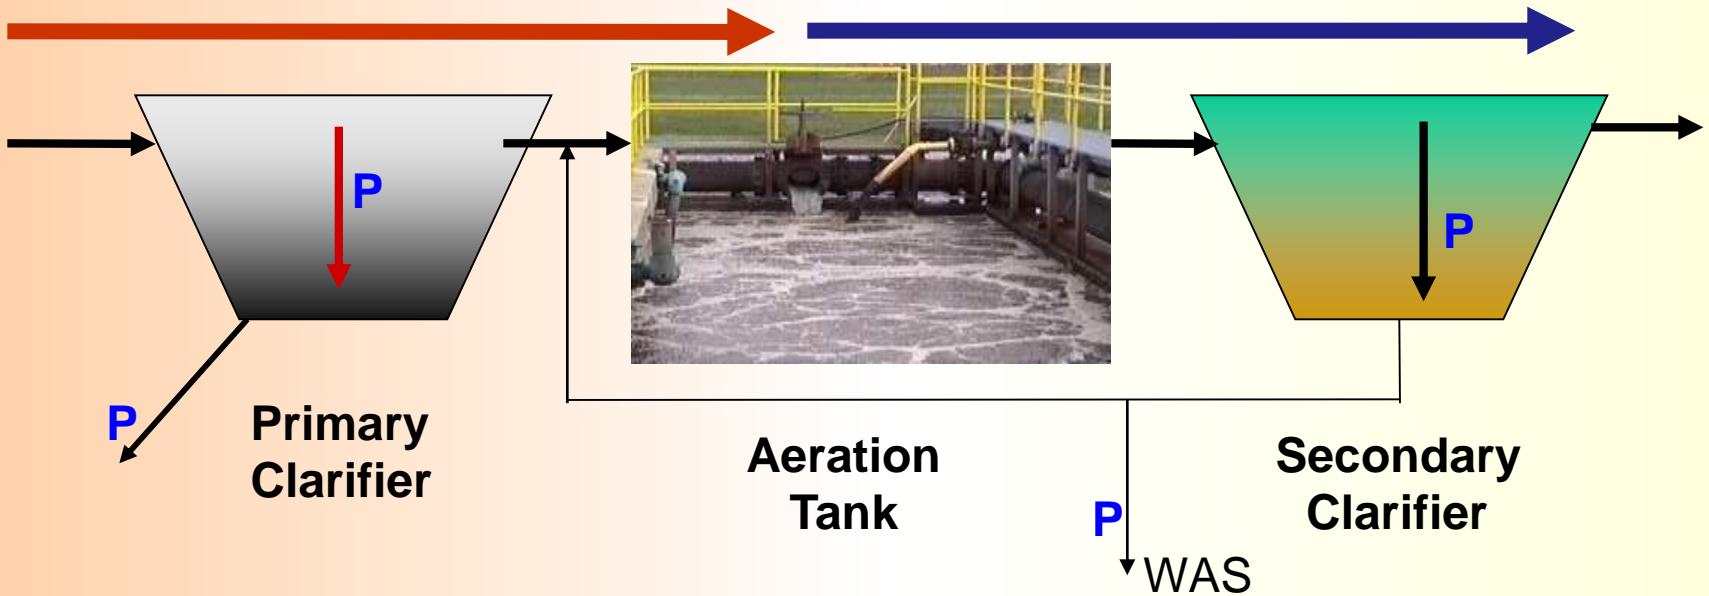 P
P
P
Primary
Clarifier
Aeration
Tank
Secondary
Clarifier
P
WAS